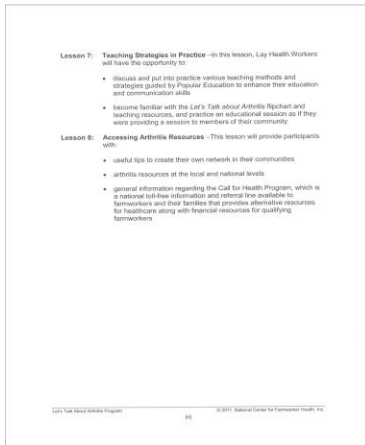 Lesson 7: Teaching Strategies in Practice –In this lesson, Lay Health Workers
will have the opportunity to:
• discuss and put into practice various teaching methods and
strategies guided by Popular Education to enhance their education
and communication skills
• become familiar with the Let's Talk about Arthritis flipchart and
teaching resources, and practice an educational session as if they
were providing a session to members of their community
Lesson 8: Accessing Arthritis Resources –This lesson will provide participants
with:
• useful tips to create their own network in their communities
• arthritis resources at the local and national levels
• general information regarding the Call for Health Program, which is
a national toll-free information and referral line available to
farmworkers and their families that provides alternative resources
for healthcare along with financial resources for qualifying
farmworkers
Let's Talk About Arthritis Program © 2011, National Center for Farmworker Health, Inc